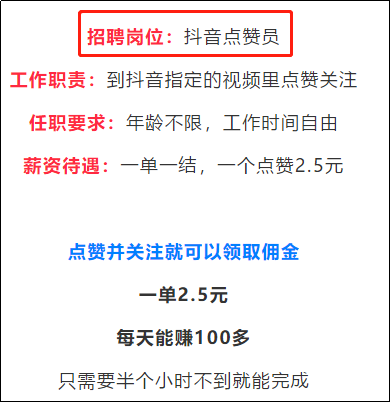 招聘岗位：抖音点赞员
工作职责：到抖音指定的视频里点赞关注
任职要求：年龄不限，工作时间自由
薪资待遇：一单一结，一个点赞2.5元
点赞并关注就可以领取佣金
一单2.5元
每天能赚100多
只需要半个小时不到就能完成